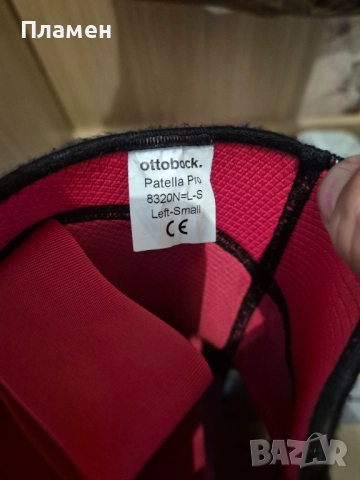 Пламен
ottobock.
Patella Pro
8320N=L-S
Left-Small
CE
BAZAR